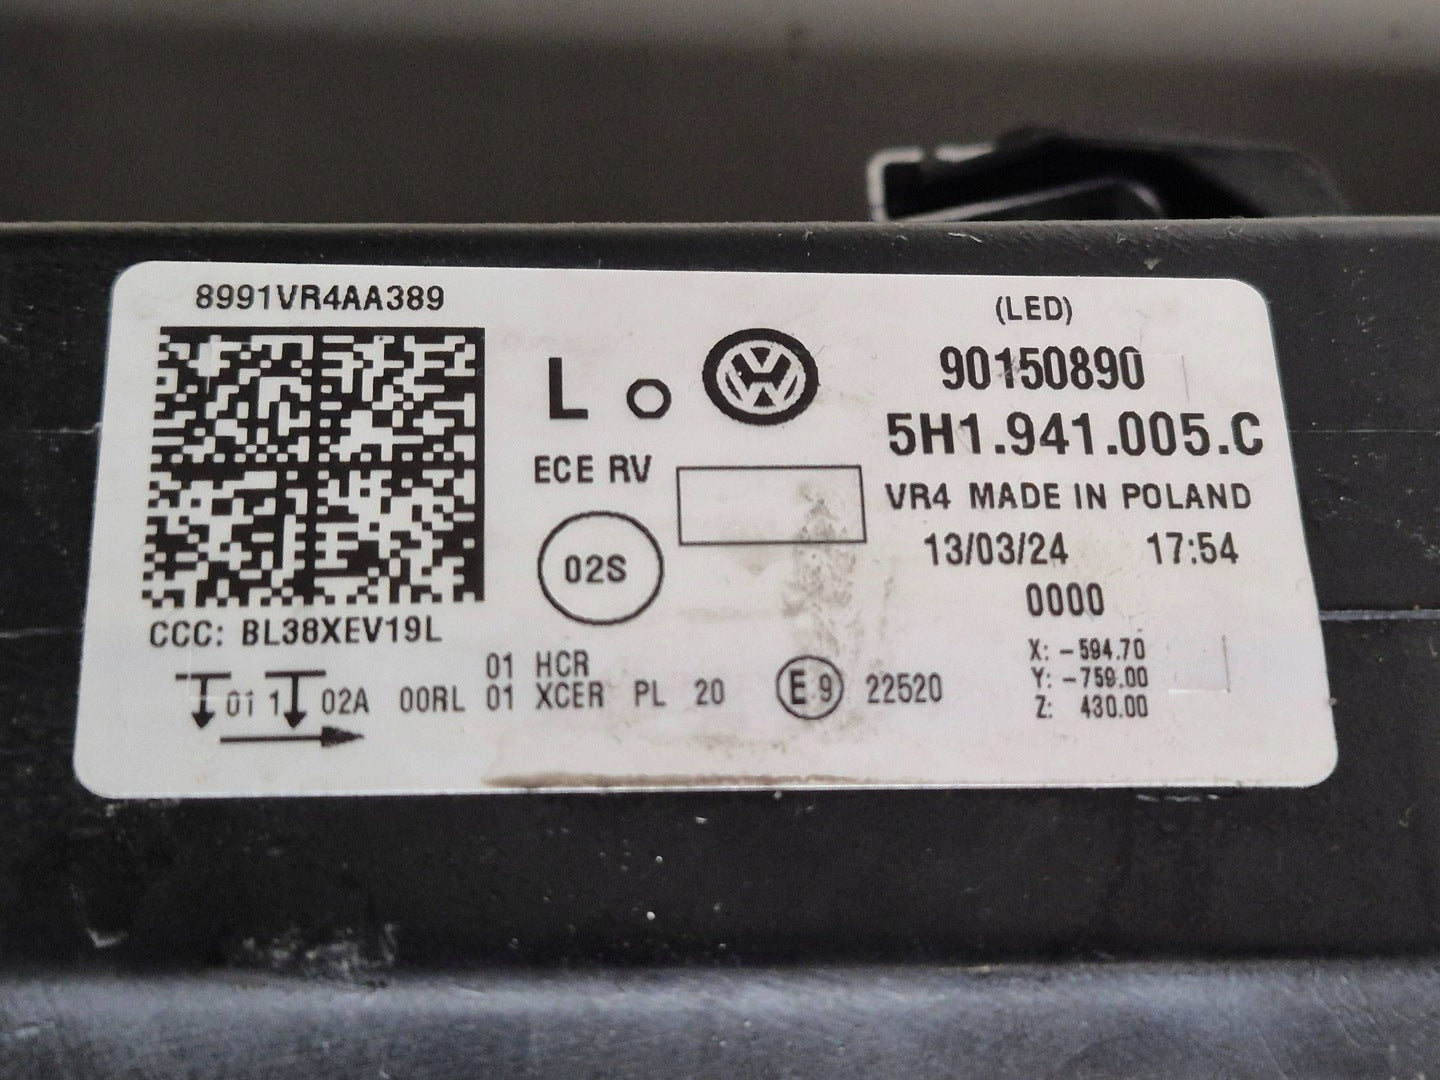 8991VR4AA389
CCC: BL38XEV19L
L
ECE RV
02S
(LED)
90150890
5H1.941.005.C
VR4 MADE IN POLAND
13/03/24 17:54
0000
X: -594.70
Y: -759.00
Z: 430.00
01 HCR
01 1 02A 00RL 01 XCER PL 20 E 9 22520